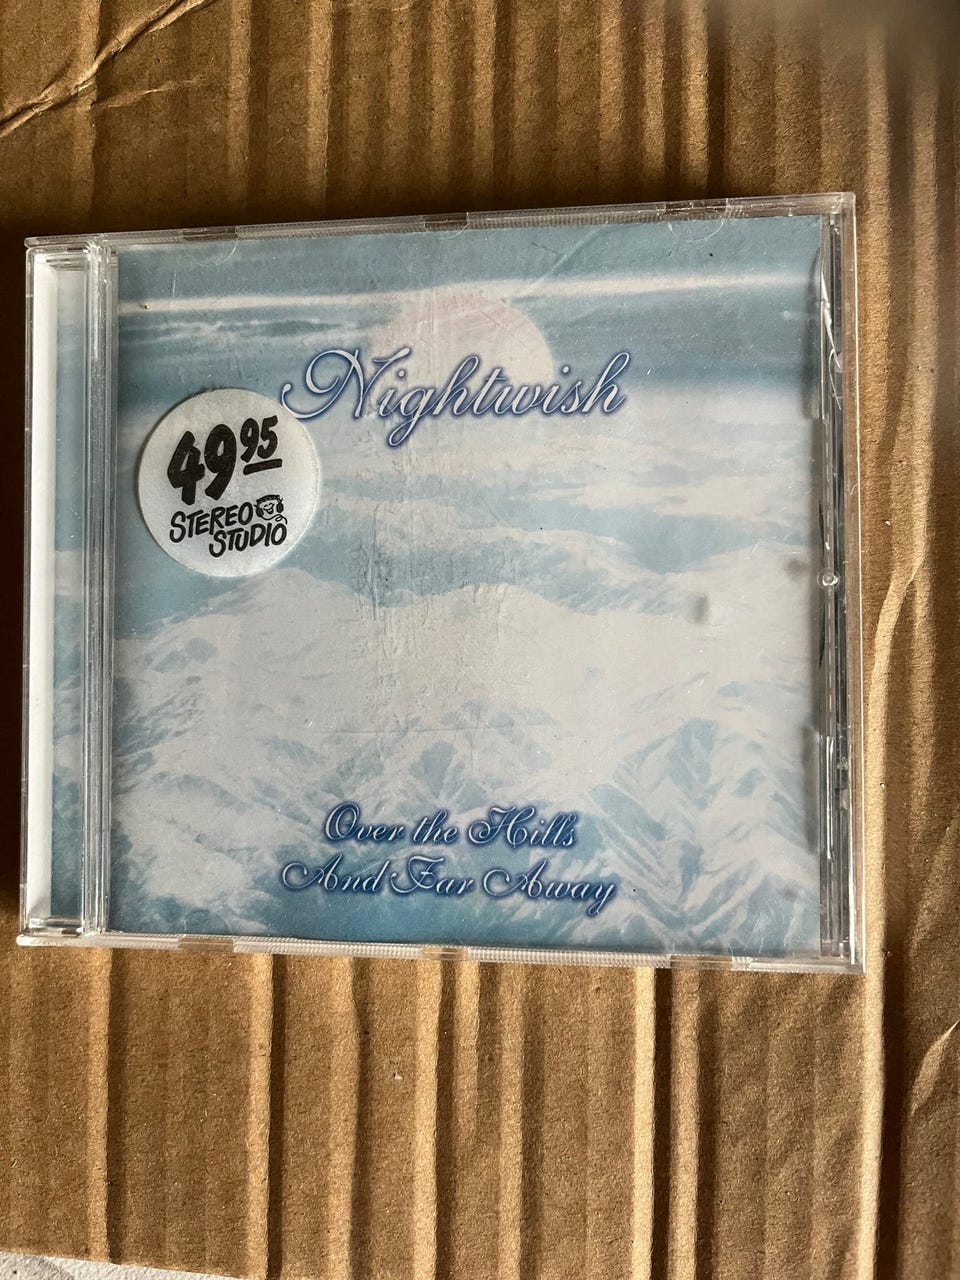 Nightwish
49 95
STEREO
STUDIO
Over the Hills
And Far Away